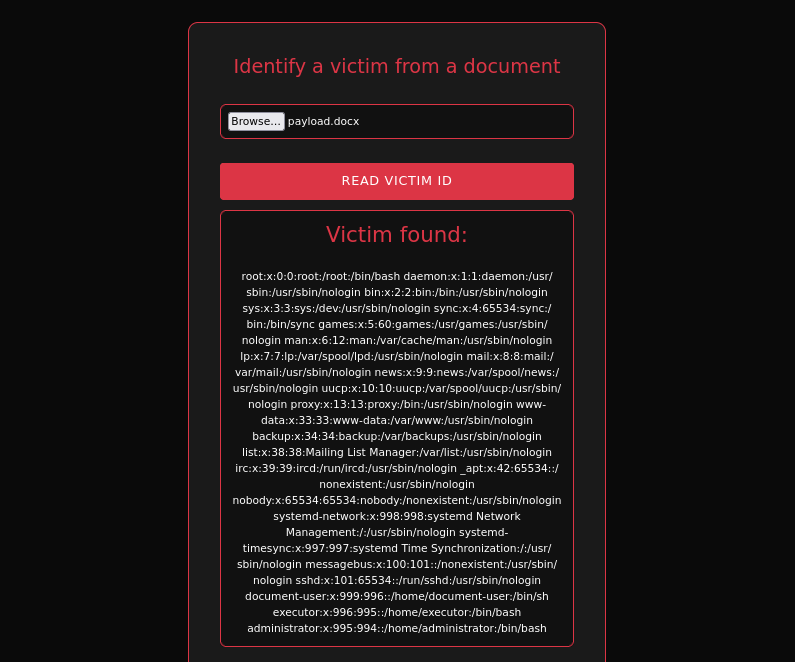 Identify a victim from a document
Browse... payload.docx
READ VICTIM ID
Victim found:
root:x:0:0:root:/root:/bin/bash daemon:x:1:1:daemon:/usr/
sbin:/usr/sbin/nologin bin:x:2:2:bin:/bin:/usr/sbin/nologin
sys:x:3:3:sys:/dev:/usr/sbin/nologin sync:x:4:65534:sync:/
bin:/bin/sync games:x:5:60:games:/usr/games:/usr/sbin/
nologin man:x:6:12:man:/var/cache/man:/usr/sbin/nologin
lp:x:7:7:lp:/var/spool/lpd:/usr/sbin/nologin mail:x:8:8:mail:/
var/mail:/usr/sbin/nologin news:x:9:9:news:/var/spool/news:/
usr/sbin/nologin uucp:x:10:10:uucp:/var/spool/uucp:/usr/sbin/
nologin proxy:x:13:13:proxy:/bin:/usr/sbin/nologin www-
data:x:33:33:www-data:/var/www:/usr/sbin/nologin
backup:x:34:34:backup:/var/backups:/usr/sbin/nologin
list:x:38:38:Mailing List Manager:/var/list:/usr/sbin/nologin
irc:x:39:39:ircd:/run/ircd:/usr/sbin/nologin _apt:x:42:65534::/
nonexistent:/usr/sbin/nologin
nobody:x:65534:65534:nobody:/nonexistent:/usr/sbin/nologin
systemd-network:x:998:998:systemd Network
Management:/:/usr/sbin/nologin systemd-
timesync:x:997:997:systemd Time Synchronization:/:/usr/
sbin/nologin messagebus:x:100:101::/nonexistent:/usr/sbin/
nologin sshd:x:101:65534::/run/sshd:/usr/sbin/nologin
document-user:x:999:996::/home/document-user:/bin/sh
executor:x:996:995::/home/executor:/bin/bash
administrator:x:995:994::/home/administrator:/bin/bash